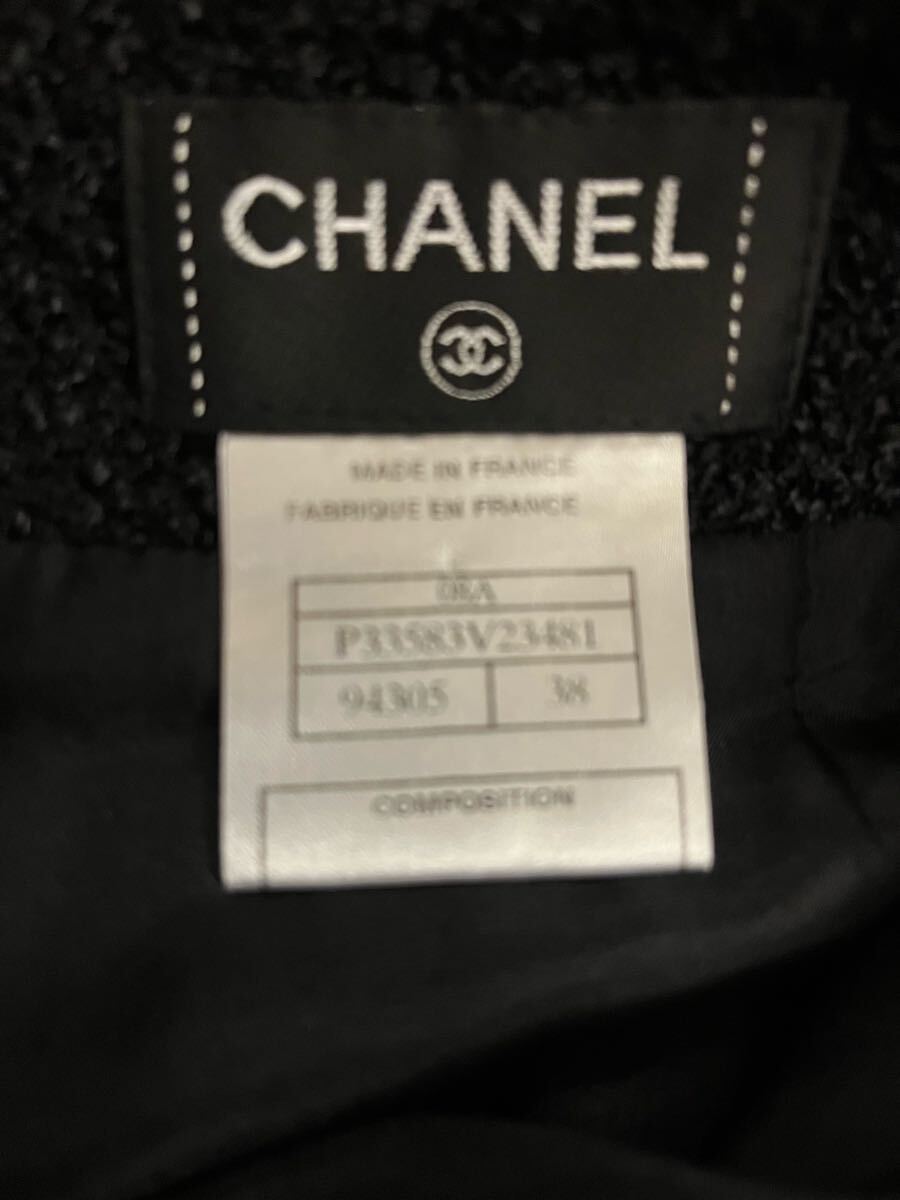 CHANEL
MADE IN FRANCE
FABRIQUE EN FRANCE
08A
P33583V23481
94305 38
COMPOSITION